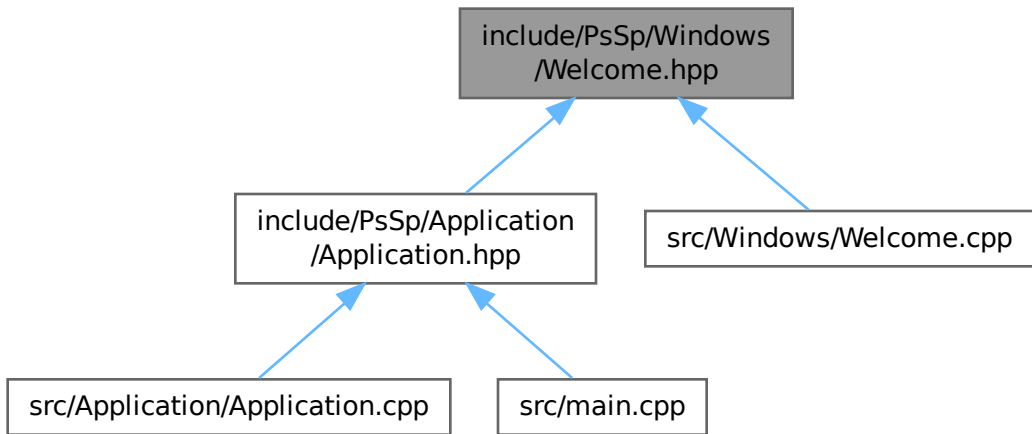 include/PsSp/Windows
/Welcome.hpp
include/PsSp/Application
/Application.hpp
src/Windows/Welcome.cpp
src/Application/Application.cpp
src/main.cpp